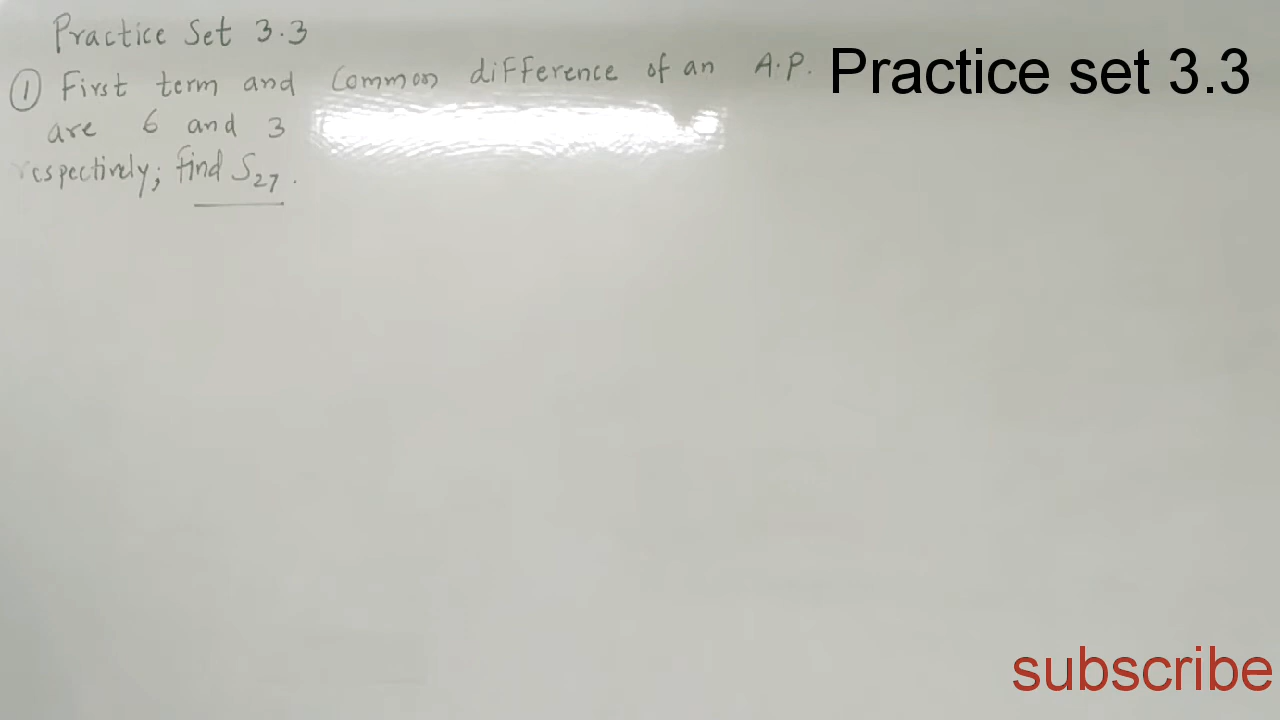 Practice Set 3.3
① First term and Common difference of an A.P.
are 6 and 3
respectively; find S₂₇.
Practice set 3.3
subscribe